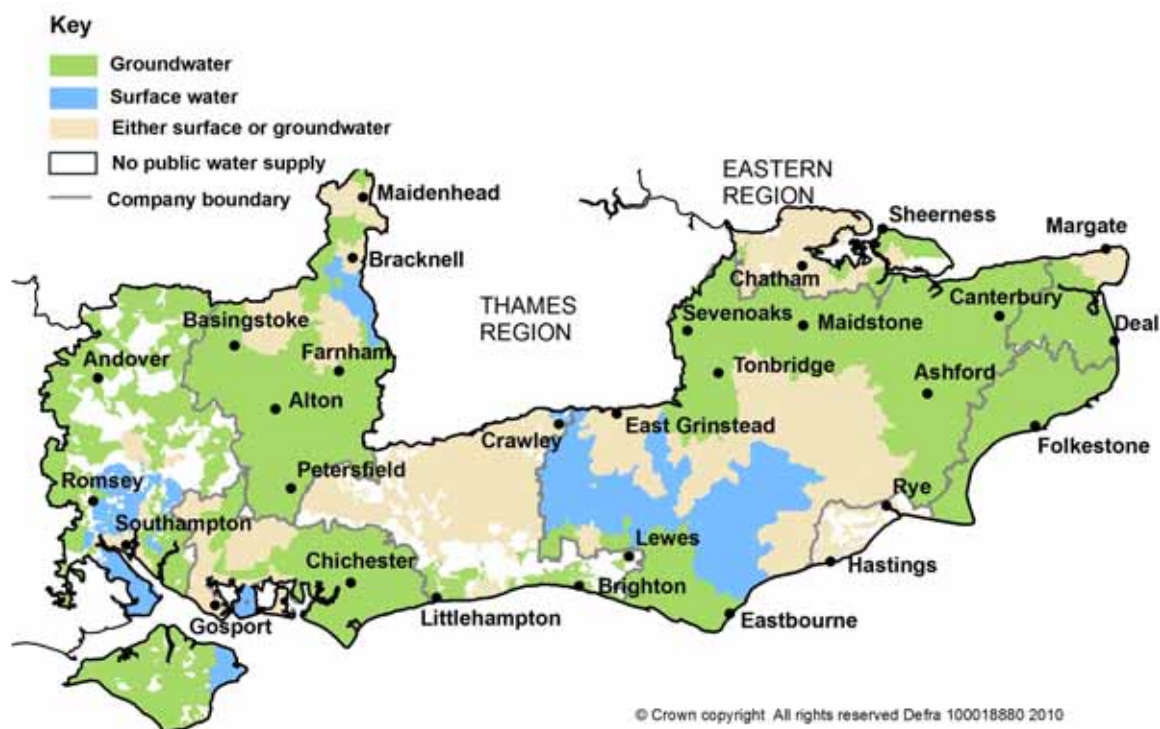 Key
Groundwater
Surface water
Either surface or groundwater
No public water supply
Company boundary
EASTERN
REGION
Maidenhead
Sheerness
Margate
Bracknell
Chatham
THAMES
REGION
Canterbury
Basingstoke
Sevenoaks
Maidstone
Deal
Farnham
Andover
Tonbridge
Ashford
Alton
Crawley
East Grinstead
Folkestone
Petersfield
Romsey
Rye
Southampton
Chichester
Lewes
Hastings
Brighton
Gosport
Littlehampton
Eastbourne
© Crown copyright All rights reserved Defra 100018880 2010